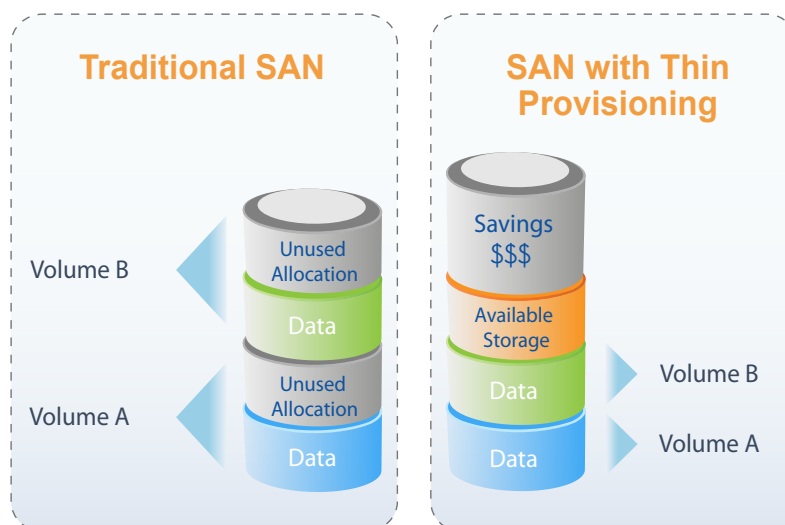 Traditional SAN
Volume B
Unused
Allocation
Data
Volume A
Unused
Allocation
Data
SAN with Thin
Provisioning
Savings
$$$
Available
Storage
Data
Volume B
Data
Volume A